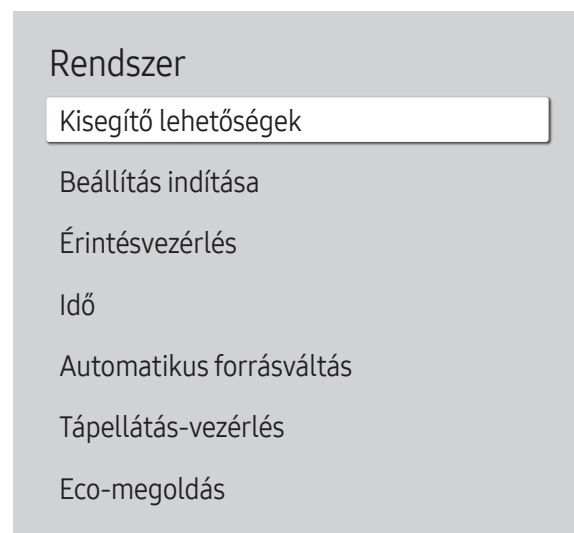 Rendszer
Kisegítő lehetőségek
Beállítás indítása
Érintésvezérlés
Idő
Automatikus forrásváltás
Tápellátás-vezérlés
Eco-megoldás